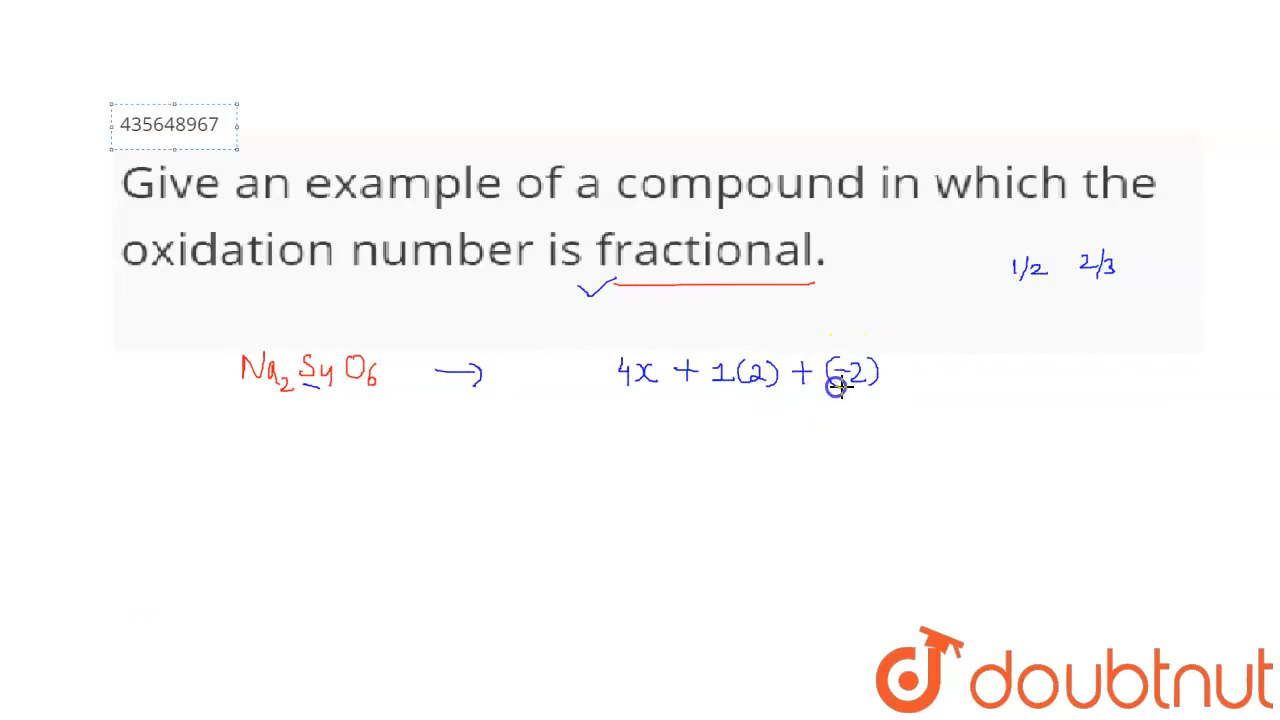 435648967
Give an example of a compound in which the
oxidation number is fractional.
1/2 2/3
Na2S4O6 → 4x + 1(2) + (-2)
doubtnut